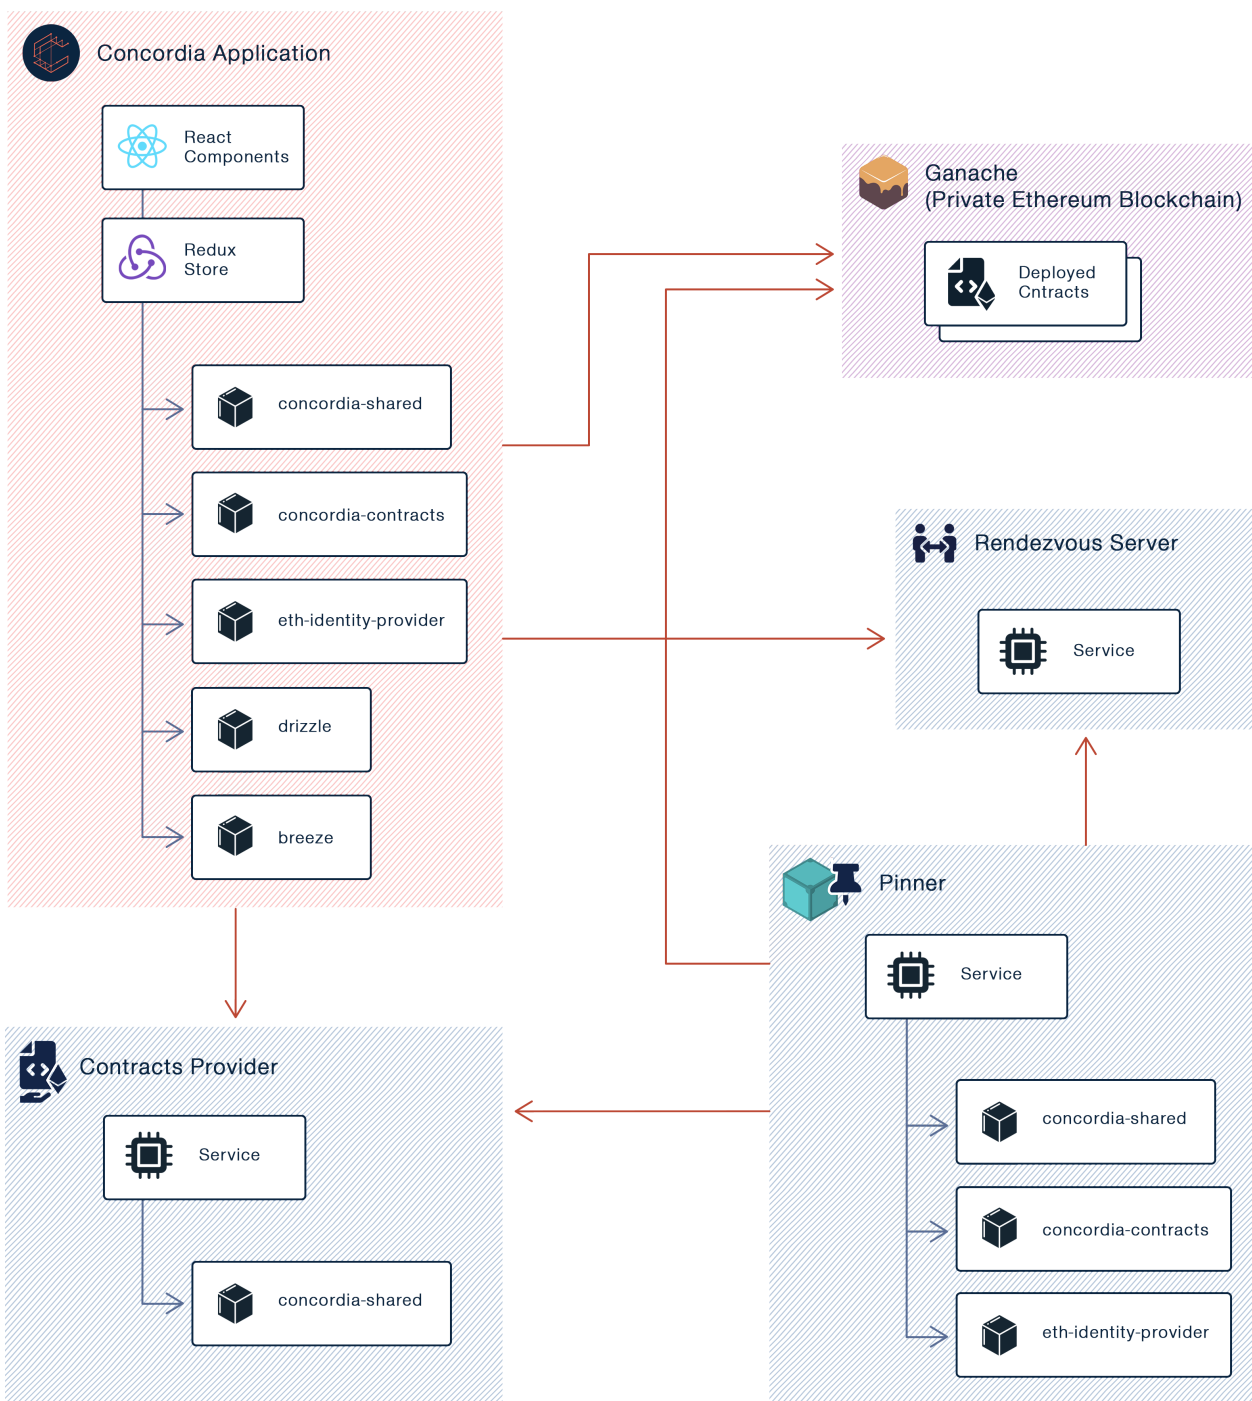 Concordia Application
React
Components
Redux
Store
concordia-shared
concordia-contracts
eth-identity-provider
drizzle
breeze
Ganache
(Private Ethereum Blockchain)
Deployed
Cntracts
Rendezvous Server
Service
Pinner
Service
concordia-shared
concordia-contracts
eth-identity-provider
Contracts Provider
Service
concordia-shared